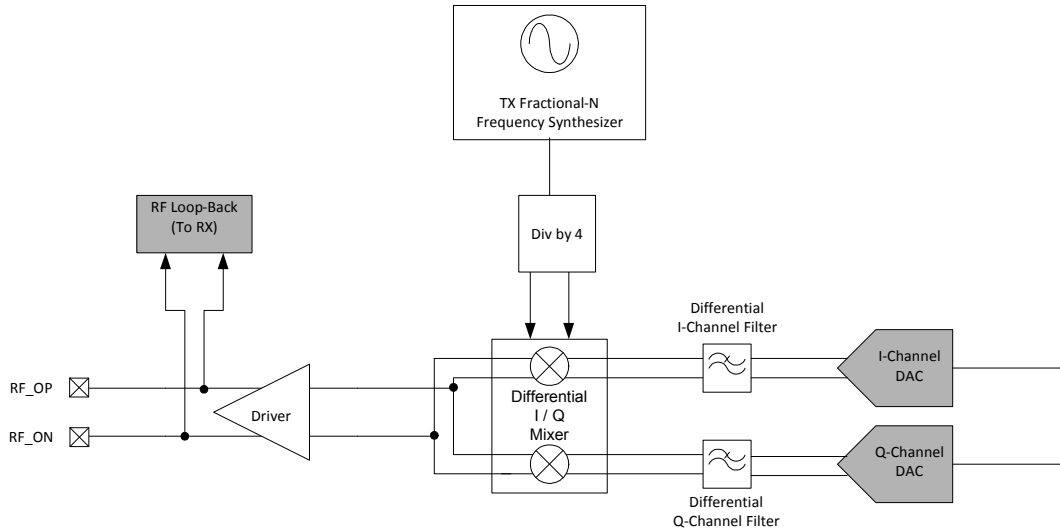 TX Fractional-N
Frequency Synthesizer
RF Loop-Back
(To RX)
Div by 4
Differential
I-Channel Filter
I-Channel
DAC
RF_OP
Driver
Differential
I / Q
Mixer
RF_ON
Q-Channel
DAC
Differential
Q-Channel Filter